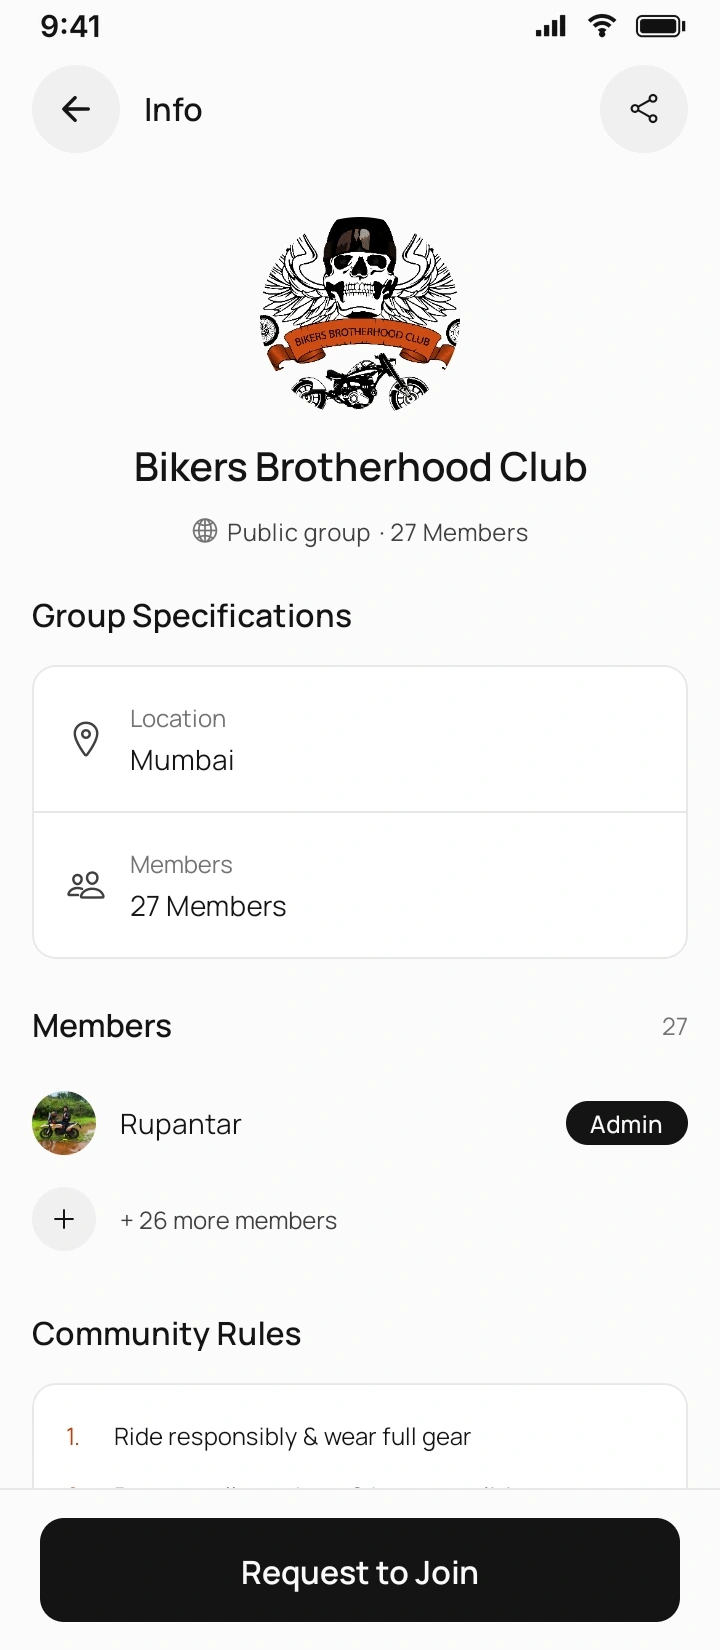 9:41
Info
BIKERS BROTHERHOOD CLUB
Bikers Brotherhood Club
Public group · 27 Members
Group Specifications
Location
Mumbai
Members
27 Members
Members 27
Rupantar Admin
+ 26 more members
Community Rules
1. Ride responsibly & wear full gear
Request to Join